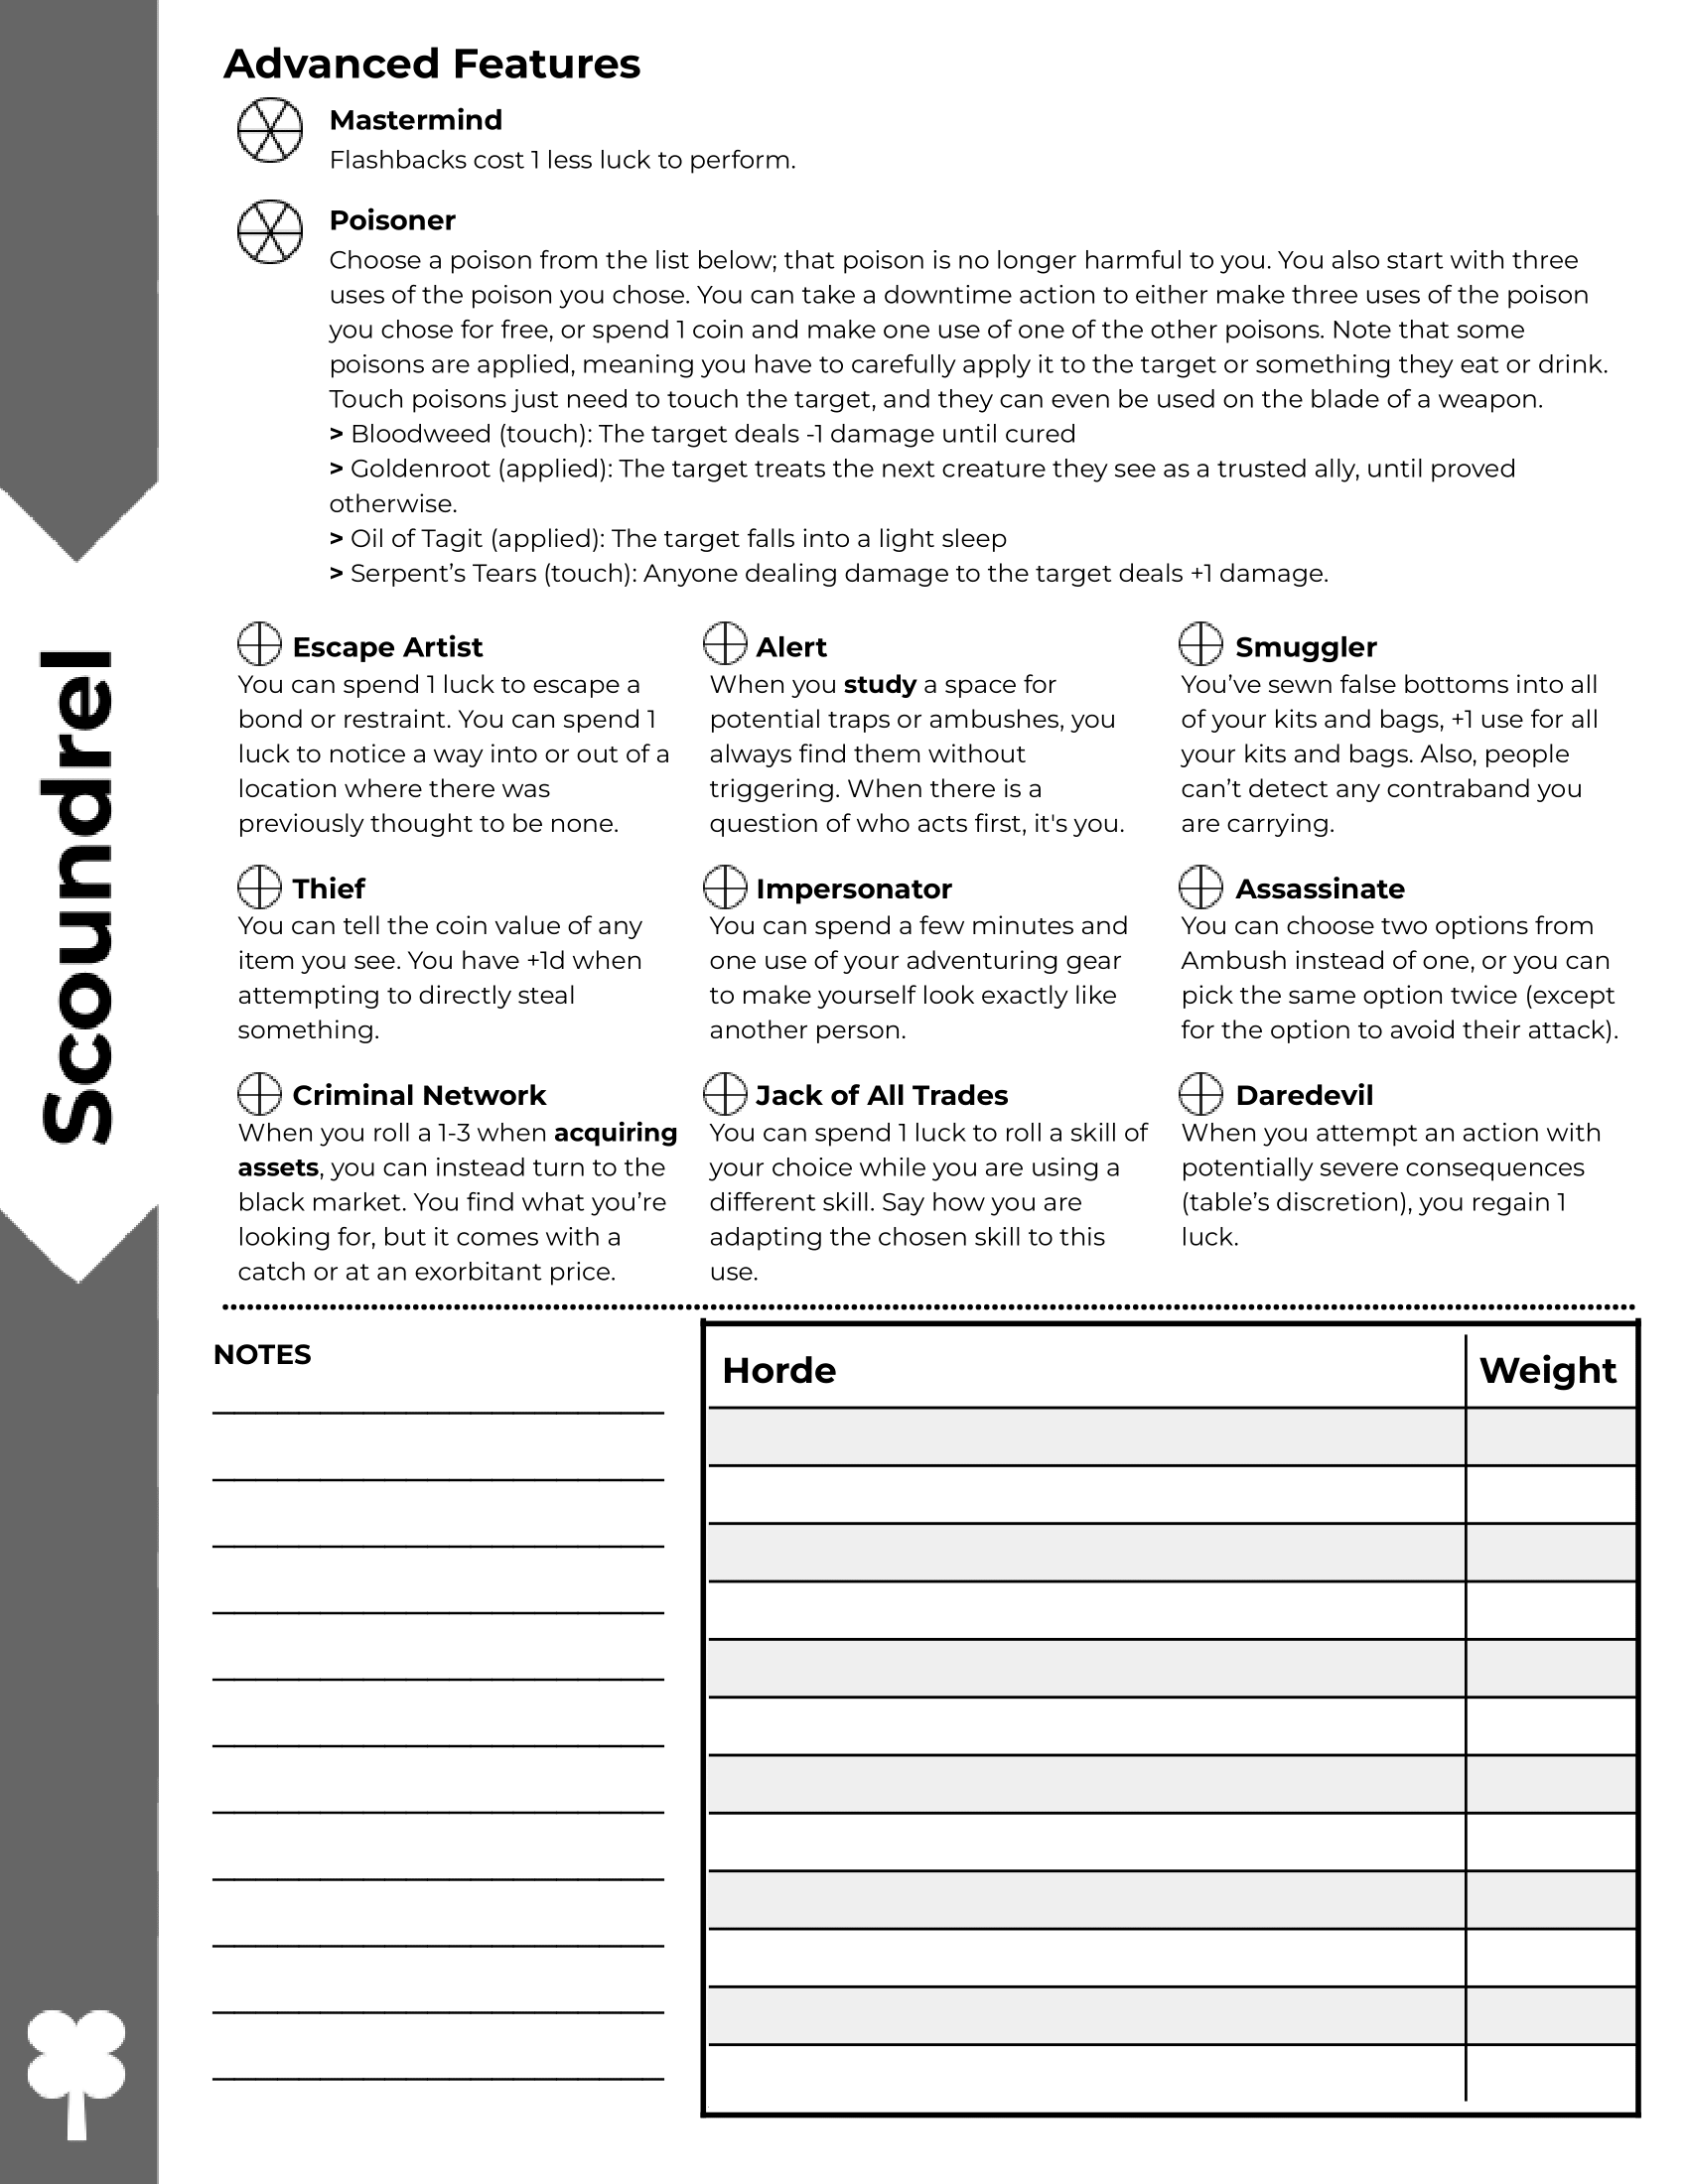 Advanced Features
Mastermind
Flashbacks cost 1 less luck to perform.
Poisoner
Choose a poison from the list below; that poison is no longer harmful to you. You also start with three
uses of the poison you chose. You can take a downtime action to either make three uses of the poison
you chose for free, or spend 1 coin and make one use of one of the other poisons. Note that some
poisons are applied, meaning you have to carefully apply it to the target or something they eat or drink.
Touch poisons just need to touch the target, and they can even be used on the blade of a weapon.
> Bloodweed (touch): The target deals -1 damage until cured
> Goldenroot (applied): The target treats the next creature they see as a trusted ally, until proved
otherwise.
> Oil of Tagit (applied): The target falls into a light sleep
> Serpent’s Tears (touch): Anyone dealing damage to the target deals +1 damage.
Scoundrel
Escape Artist
You can spend 1 luck to escape a
bond or restraint. You can spend 1
luck to notice a way into or out of a
location where there was
previously thought to be none.
Alert
When you study a space for
potential traps or ambushes, you
always find them without
triggering. When there is a
question of who acts first, it's you.
Smuggler
You’ve sewn false bottoms into all
of your kits and bags, +1 use for all
your kits and bags. Also, people
can’t detect any contraband you
are carrying.
Thief
You can tell the coin value of any
item you see. You have +1d when
attempting to directly steal
something.
Impersonator
You can spend a few minutes and
one use of your adventuring gear
to make yourself look exactly like
another person.
Assassinate
You can choose two options from
Ambush instead of one, or you can
pick the same option twice (except
for the option to avoid their attack).
Criminal Network
When you roll a 1-3 when acquiring
assets, you can instead turn to the
black market. You find what you’re
looking for, but it comes with a
catch or at an exorbitant price.
Jack of All Trades
You can spend 1 luck to roll a skill of
your choice while you are using a
different skill. Say how you are
adapting the chosen skill to this
use.
Daredevil
When you attempt an action with
potentially severe consequences
(table’s discretion), you regain 1
luck.
NOTES
Horde
Weight